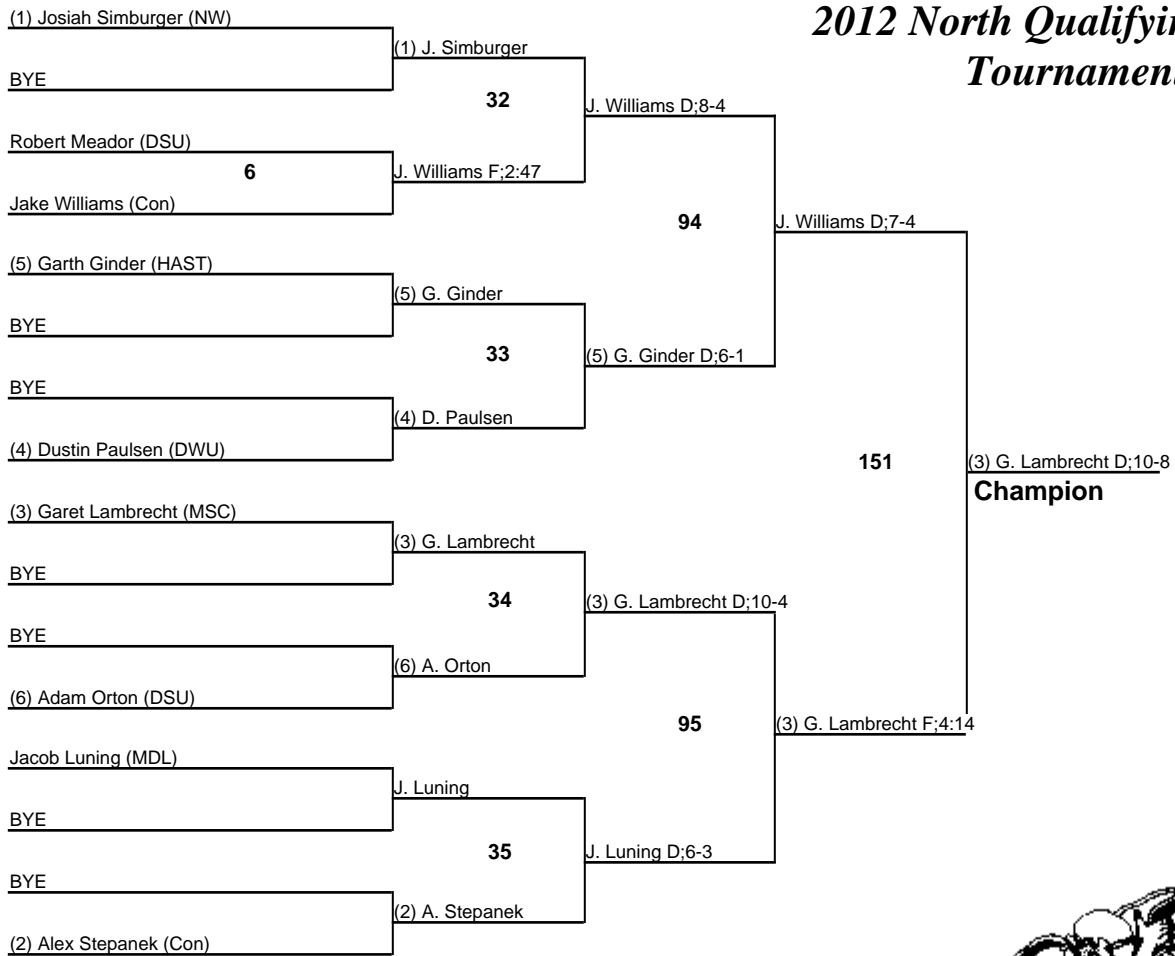 2012 North Qualifyin
Tournamen
(1) Josiah Simburger (NW)
(1) J. Simburger
BYE
32
J. Williams D;8-4
Robert Meador (DSU)
6
J. Williams F;2:47
Jake Williams (Con)
94
J. Williams D;7-4
(5) Garth Ginder (HAST)
(5) G. Ginder
BYE
33
(5) G. Ginder D;6-1
BYE
(4) D. Paulsen
(4) Dustin Paulsen (DWU)
151
(3) G. Lambrecht D;10-8
Champion
(3) Garet Lambrecht (MSC)
(3) G. Lambrecht
BYE
34
(3) G. Lambrecht D;10-4
BYE
(6) A. Orton
(6) Adam Orton (DSU)
95
(3) G. Lambrecht F;4:14
Jacob Luning (MDL)
J. Luning
BYE
35
J. Luning D;6-3
BYE
(2) A. Stepanek
(2) Alex Stepanek (Con)